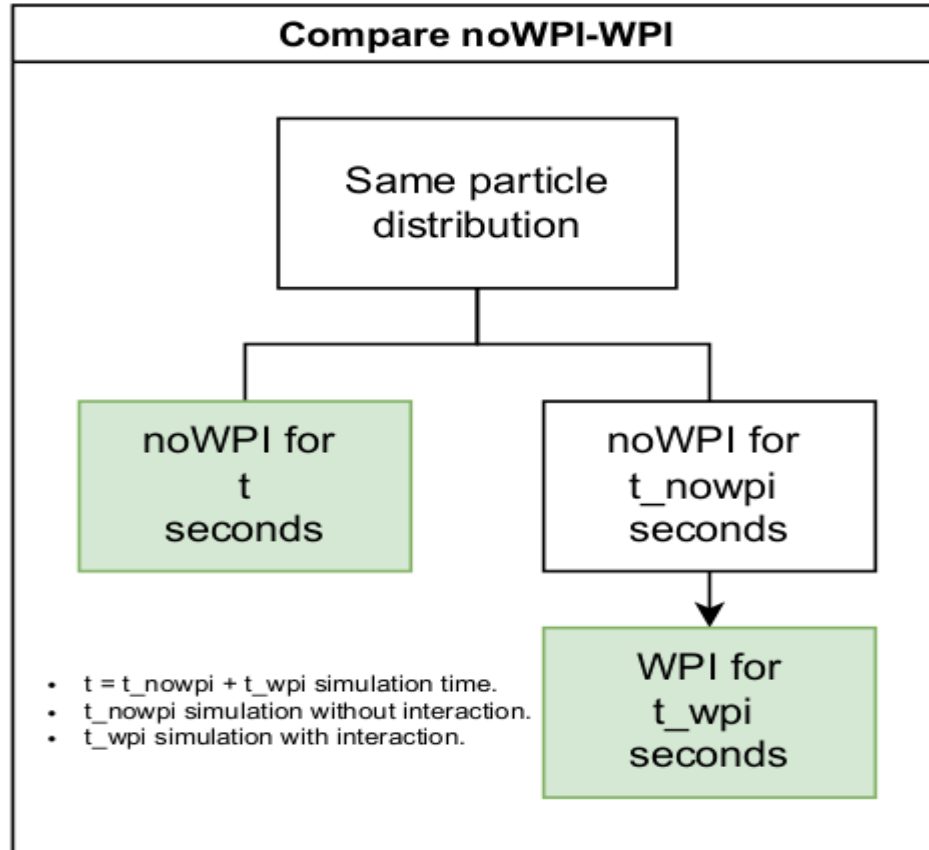 Compare noWPI-WPI
Same particle
distribution
noWPI for
t
seconds
noWPI for
t_nowpi
seconds
WPI for
t_wpi
seconds
• t = t_nowpi + t_wpi simulation time.
• t_nowpi simulation without interaction.
• t_wpi simulation with interaction.